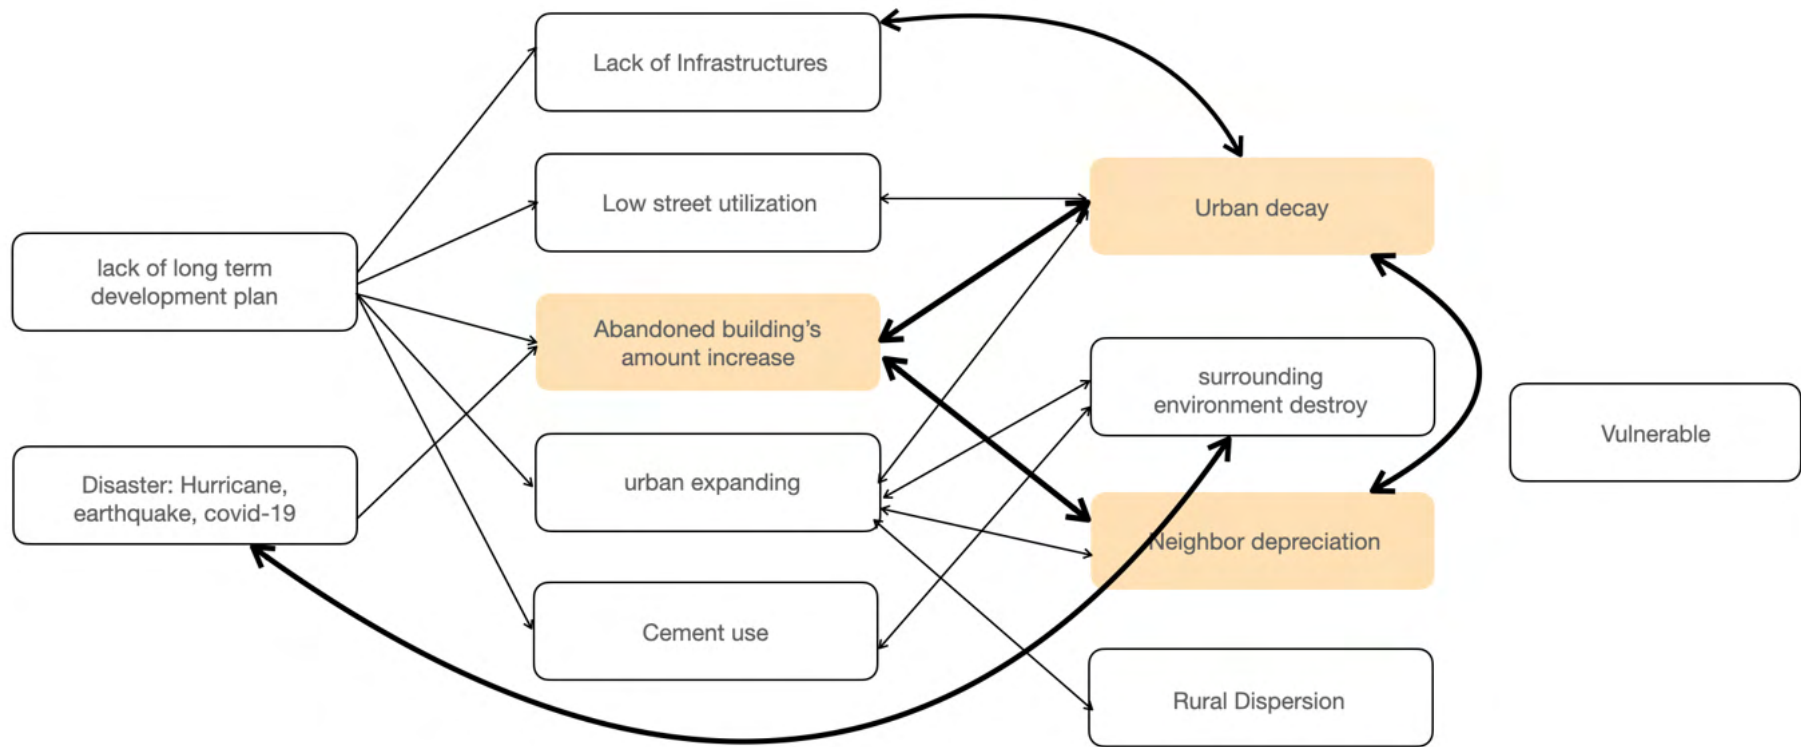 Lack of Infrastructures
Low street utilization
Urban decay
lack of long term
development plan
Abandoned building’s
amount increase
surrounding
environment destroy
Vulnerable
Disaster: Hurricane,
earthquake, covid-19
urban expanding
Neighbor depreciation
Cement use
Rural Dispersion